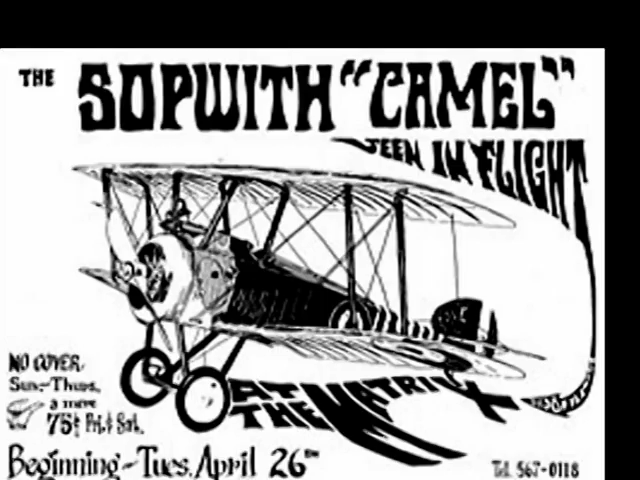 THE SOPWITH "CAMEL"
SEEN IN FLIGHT
AT
THE MATRIX
NO COVER
Sun.-Thurs.
a mere
75¢ Fri. & Sat.
Beginning-Tues. April 26th
Tel. 567-0118